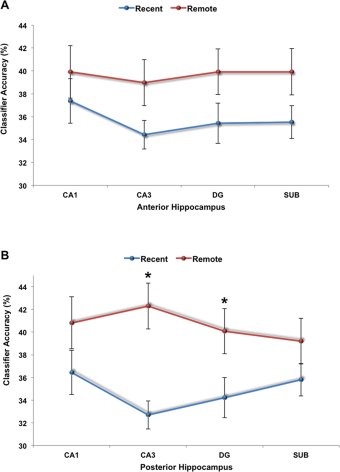 A
Recent Remote
Classifier Accuracy (%)
44
42
40
38
36
34
32
30
CA1 CA3 DG SUB
Anterior Hippocampus
B
Recent Remote
Classifier Accuracy (%)
46
44
42
40
38
36
34
32
30
* *
CA1 CA3 DG SUB
Posterior Hippocampus